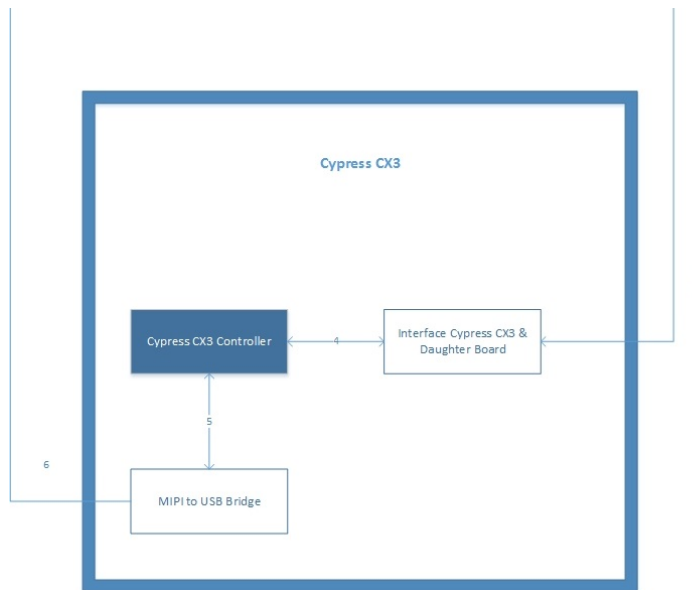 Cypress CX3
Cypress CX3 Controller
4
Interface Cypress CX3 &
Daughter Board
5
6
MIPI to USB Bridge